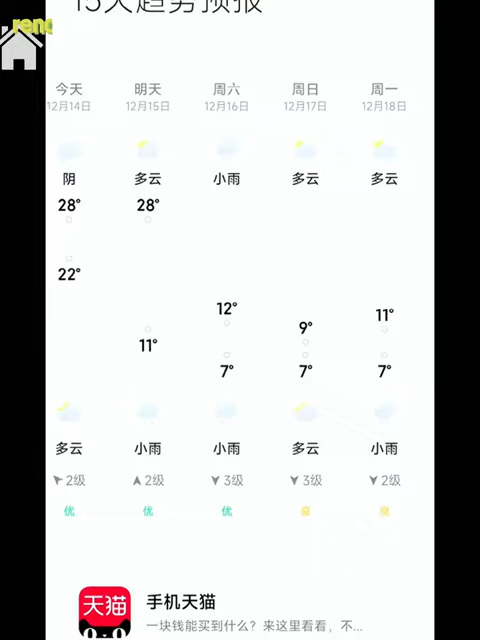 15天趋势预报
今天 明天 周六 周日 周一
12月14日 12月15日 12月16日 12月17日 12月18日
阴 多云 小雨 多云 多云
28° 28°
22°
12°
9° 11°
11°
7° 7° 7°
多云 小雨 小雨 多云 小雨
2级 2级 3级 3级 2级
优 优 优
天猫 手机天猫
一块钱能买到什么？来这里看看，不...